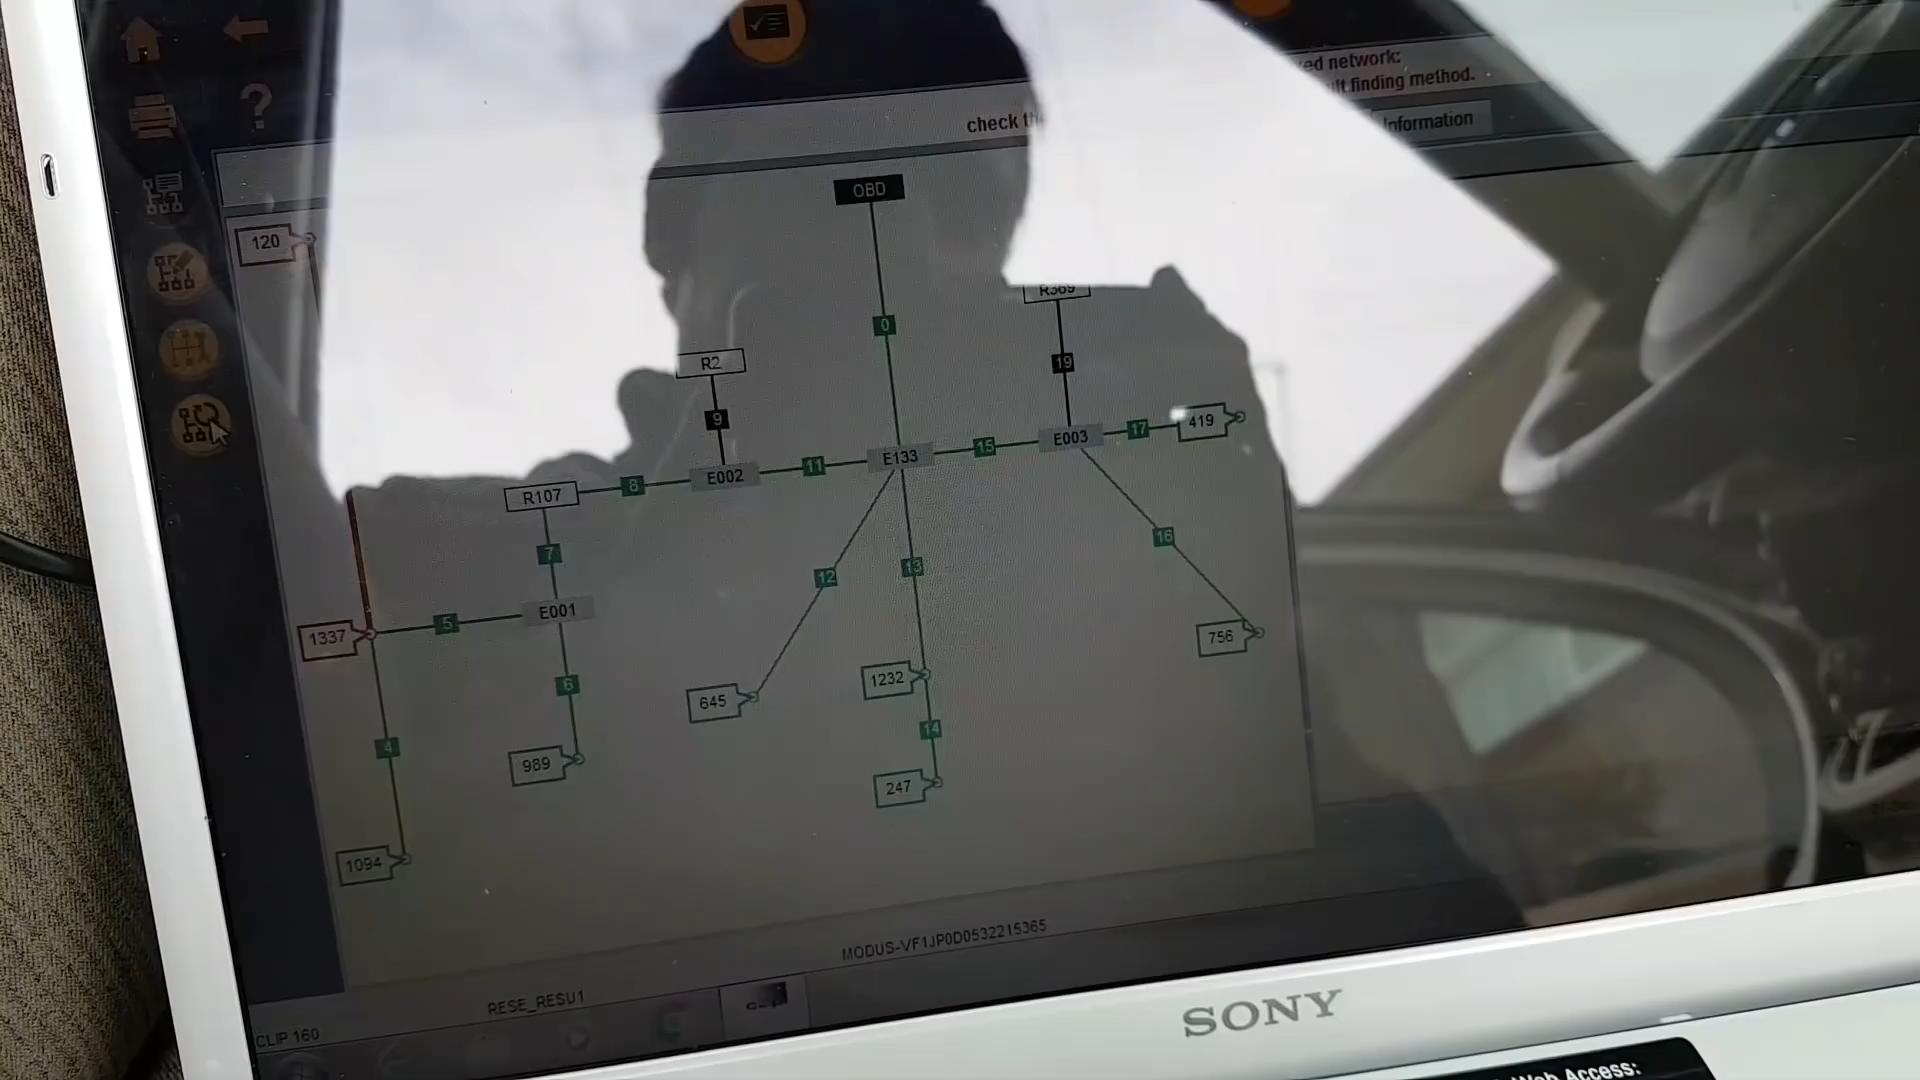 ed network:
ult finding method.
check th
Information
OBD
120
R369
0
R2
19
9
419
17
E003
15
E133
11
E002
8
R107
7
16
13
12
E001
5
1337
756
6
1232
645
14
4
989
247
1094
MODUS-VF1JP0D0532215365
RESE_RESU1
CLIP 160
SONY
Web Access: